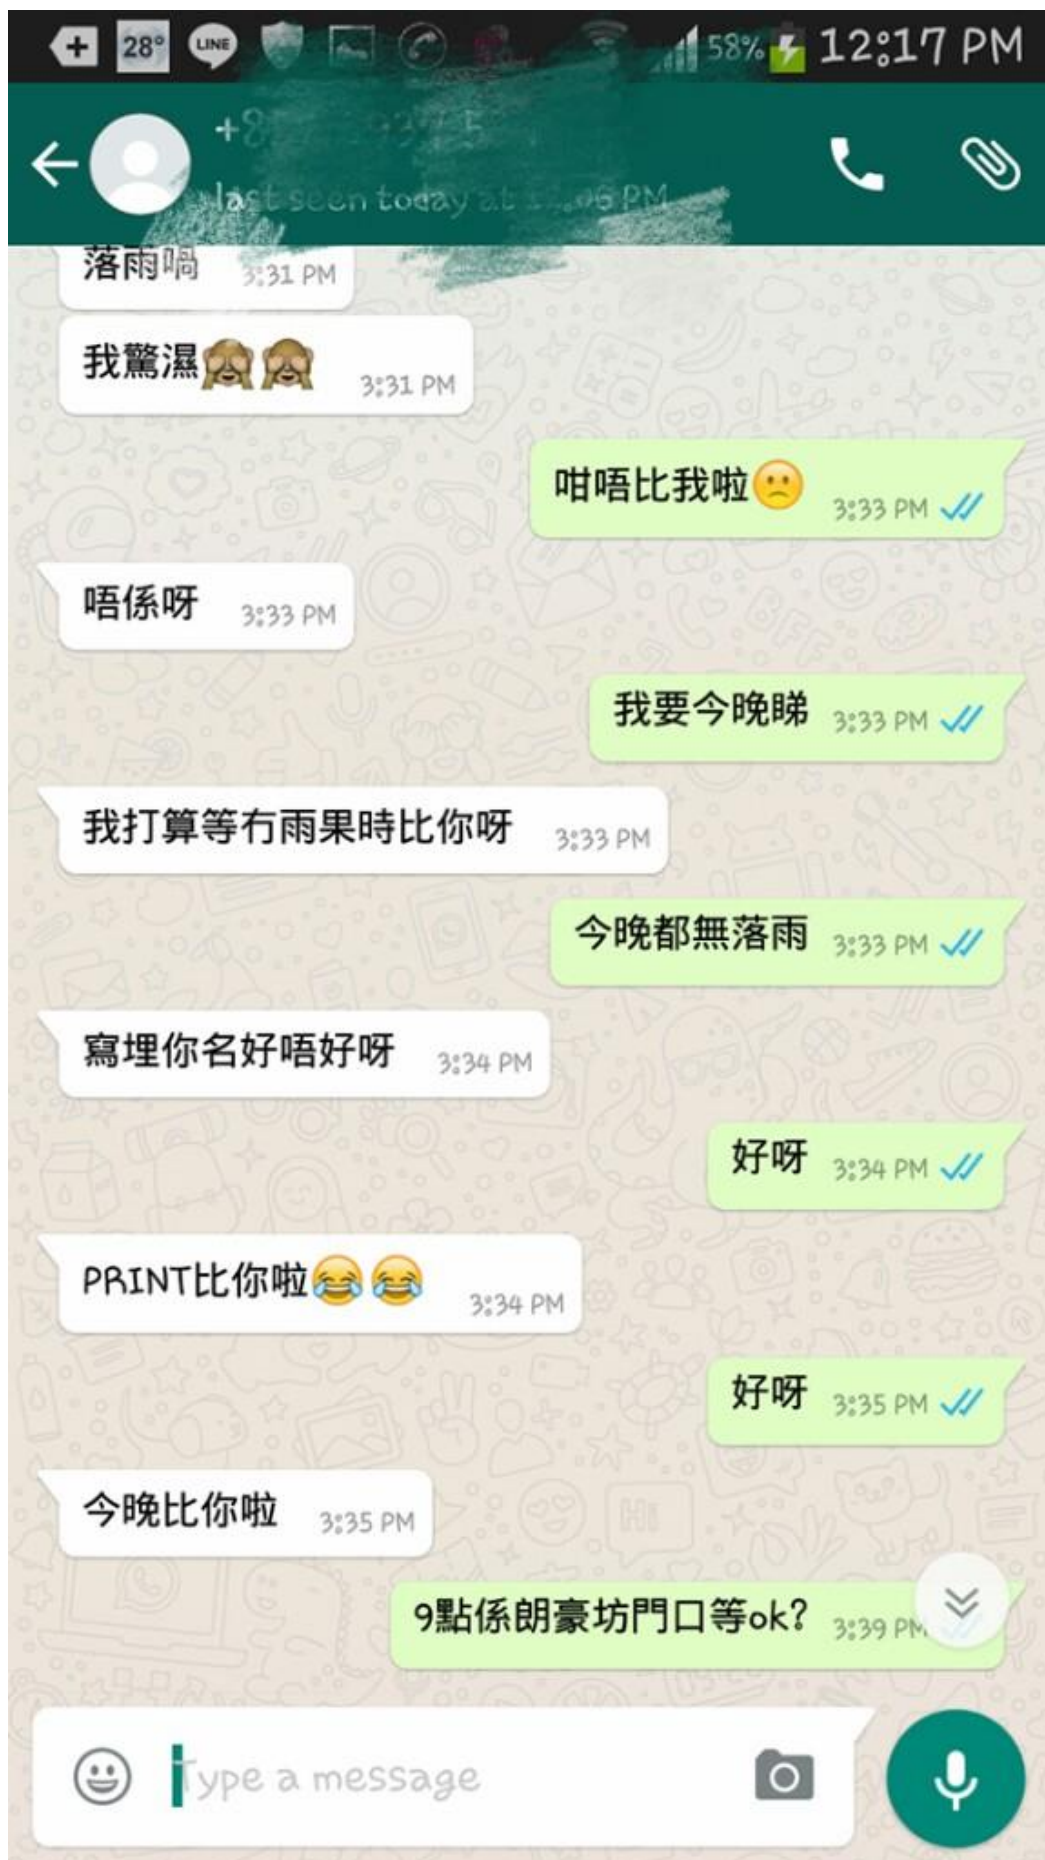 28°
LINE
58%
12:17 PM
last seen today at
落雨喎 3:31 PM
我驚濕🙈🙈 3:31 PM
咁唔比我啦🙁 3:33 PM
唔係呀 3:33 PM
我要今晚睇 3:33 PM
我打算等冇雨果時比你呀 3:33 PM
今晚都無落雨 3:33 PM
寫埋你名好唔好呀 3:34 PM
好呀 3:34 PM
PRINT比你啦😂😂 3:34 PM
好呀 3:35 PM
今晚比你啦 3:35 PM
9點係朗豪坊門口等ok? 3:39 PM
Type a message